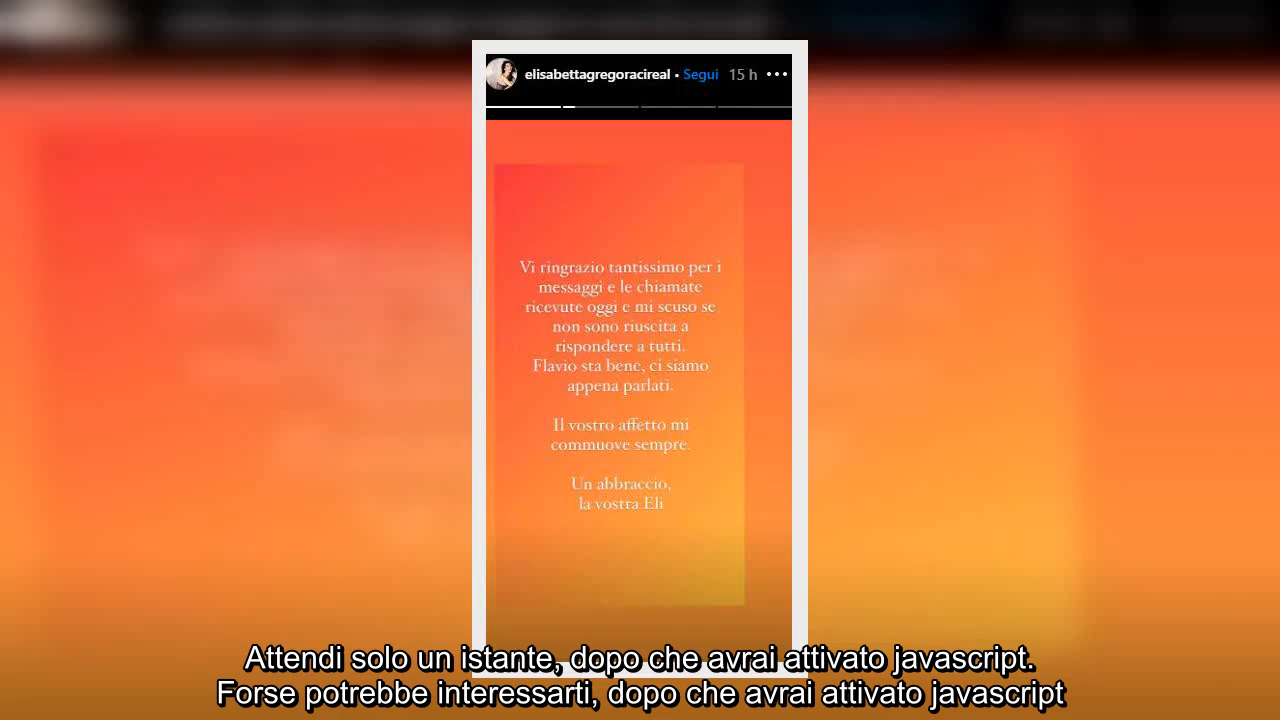 elisabettagregoracireal • Segui 15 h •••
Vi ringrazio tantissimo per i
messaggi e le chiamate
ricevute oggi e mi scuso se
non sono riuscita a
rispondere a tutti.
Flavio sta bene, ci siamo
appena parlati.
Il vostro affetto mi
commuove sempre.
Un abbraccio,
la vostra Eli
Attendi solo un istante, dopo che avrai attivato javascript.
Forse potrebbe interessarti, dopo che avrai attivato javascript